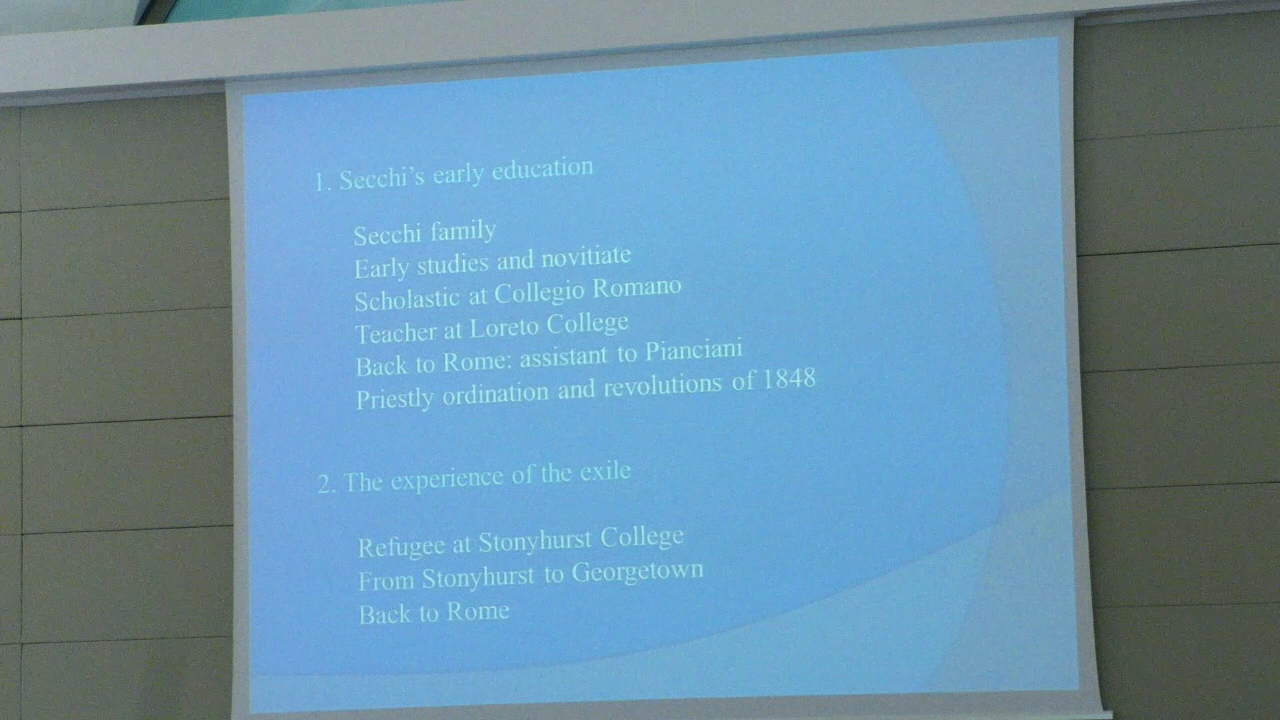 1. Secchi’s early education
Secchi family
Early studies and novitiate
Scholastic at Collegio Romano
Teacher at Loreto College
Back to Rome: assistant to Pianciani
Priestly ordination and revolutions of 1848
2. The experience of the exile
Refugee at Stonyhurst College
From Stonyhurst to Georgetown
Back to Rome